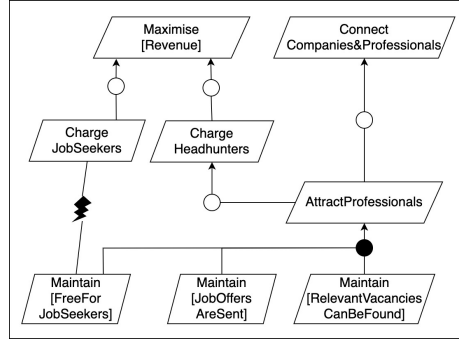 Maximise
[Revenue]
Connect
Companies&Professionals
Charge
JobSeekers
Charge
Headhunters
AttractProfessionals
Maintain
[FreeFor
JobSeekers]
Maintain
[JobOffers
AreSent]
Maintain
[RelevantVacancies
CanBeFound]